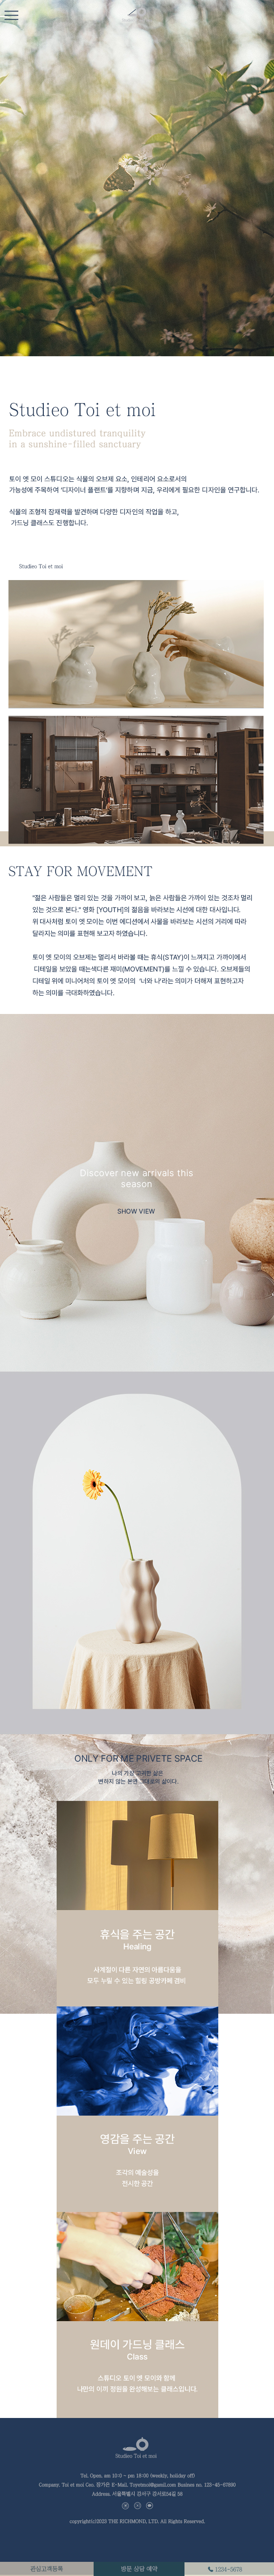 Studieo Toi et moi
Embrace undistured tranquility
in a sunshine-filled sanctuary
토이 엣 모이 스튜디오는 식물의 오브제 요소, 인테리어 요소로서의
가능성에 주목하여 '디자이너 플랜트'를 지향하며 지금, 우리에게 필요한 디자인을 연구합니다.
식물의 조형적 잠재력을 발견하며 다양한 디자인의 작업을 하고,
가드닝 클래스도 진행합니다.
Studieo Toi et moi
STAY FOR MOVEMENT
"젊은 사람들은 멀리 있는 것을 가까이 보고, 늙은 사람들은 가까이 있는 것조차 멀리
있는 것으로 본다." 영화 [YOUTH]의 젊음을 바라보는 시선에 대한 대사입니다.
위 대사처럼 토이 엣 모이는 이번 에디션에서 사물을 바라보는 시선의 거리에 따라
달라지는 의미를 표현해 보고자 하였습니다.
토이 엣 모이의 오브제는 멀리서 바라볼 때는 휴식(STAY)이 느껴지고 가까이에서
디테일을 보았을 때는색다른 재미(MOVEMENT)를 느낄 수 있습니다. 오브제들의
디테일 위에 미니어처의 토이 엣 모이의 '너와 나'라는 의미가 더해져 표현하고자
하는 의미를 극대화하였습니다.
Discover new arrivals this
season
SHOW VIEW
ONLY FOR ME PRIVETE SPACE
나의 가장 고귀한 삶은
변하지 않는 본연 그대로의 삶이다.
휴식을 주는 공간
Healing
사계절이 다른 자연의 아름다움을
모두 누릴 수 있는 힐링 공방카페 겸비
영감을 주는 공간
View
조각의 예술성을
전시한 공간
원데이 가드닝 클래스
Class
스튜디오 토이 엣 모이와 함께
나만의 이끼 정원을 완성해보는 클래스입니다.
Studieo Toi et moi
Tel. Open, am 10:0 - pm 18:00 (weekly, holiday off)
Company. Toi et moi Ceo. 장기은 E-Mail. Toyetmoi@gamil.com Business no. 123-45-67890
Address. 서울특별시 강서구 강서로54길 59
copyright(c)2023 THE RICHMOND, LTD. All Rights Reserved.
관심고객등록
방문 상담 예약
1234-5678